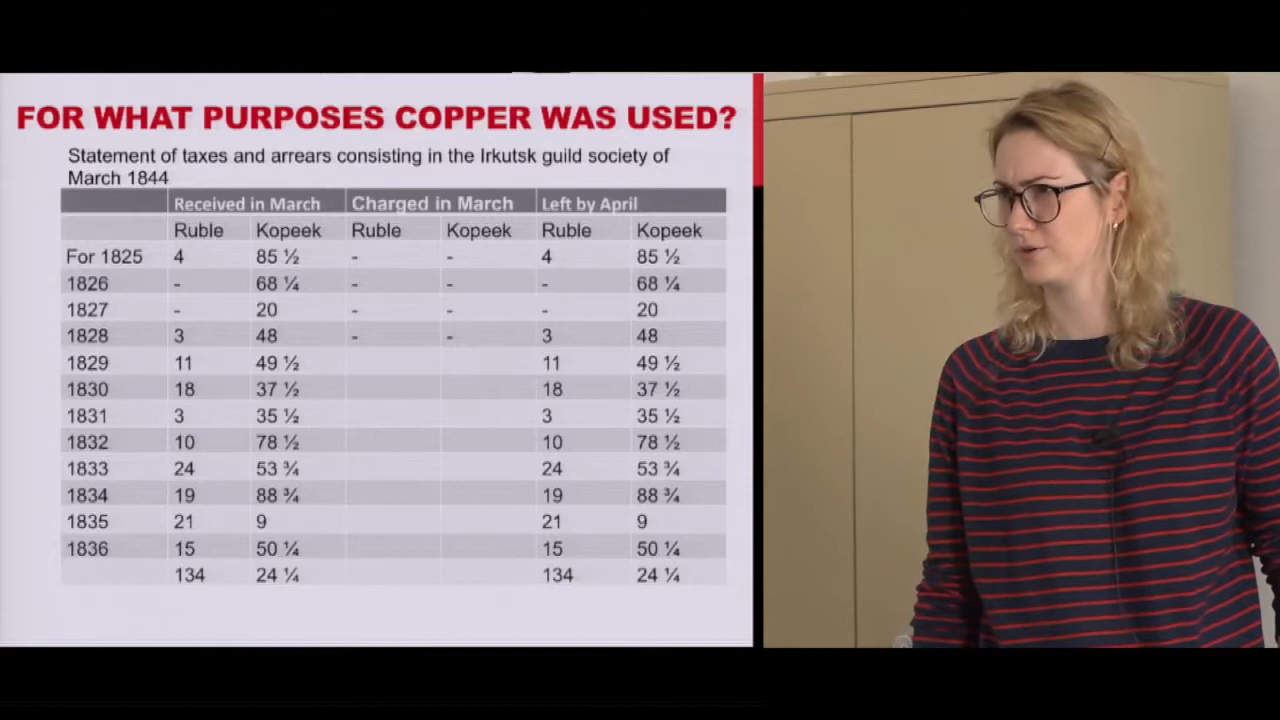 FOR WHAT PURPOSES COPPER WAS USED?
Statement of taxes and arrears consisting in the Irkutsk guild society of
March 1844
Received in March Charged in March Left by April
Ruble Kopeek Ruble Kopeek Ruble Kopeek
For 1825 4 85 ½ - - 4 85 ½
1826 - 68 ¼ - - - 68 ¼
1827 - 20 - - - 20
1828 3 48 - - 3 48
1829 11 49 ½ 11 49 ½
1830 18 37 ½ 18 37 ½
1831 3 35 ½ 3 35 ½
1832 10 78 ½ 10 78 ½
1833 24 53 ¾ 24 53 ¾
1834 19 88 ¾ 19 88 ¾
1835 21 9 21 9
1836 15 50 ¼ 15 50 ¼
134 24 ¼ 134 24 ¼